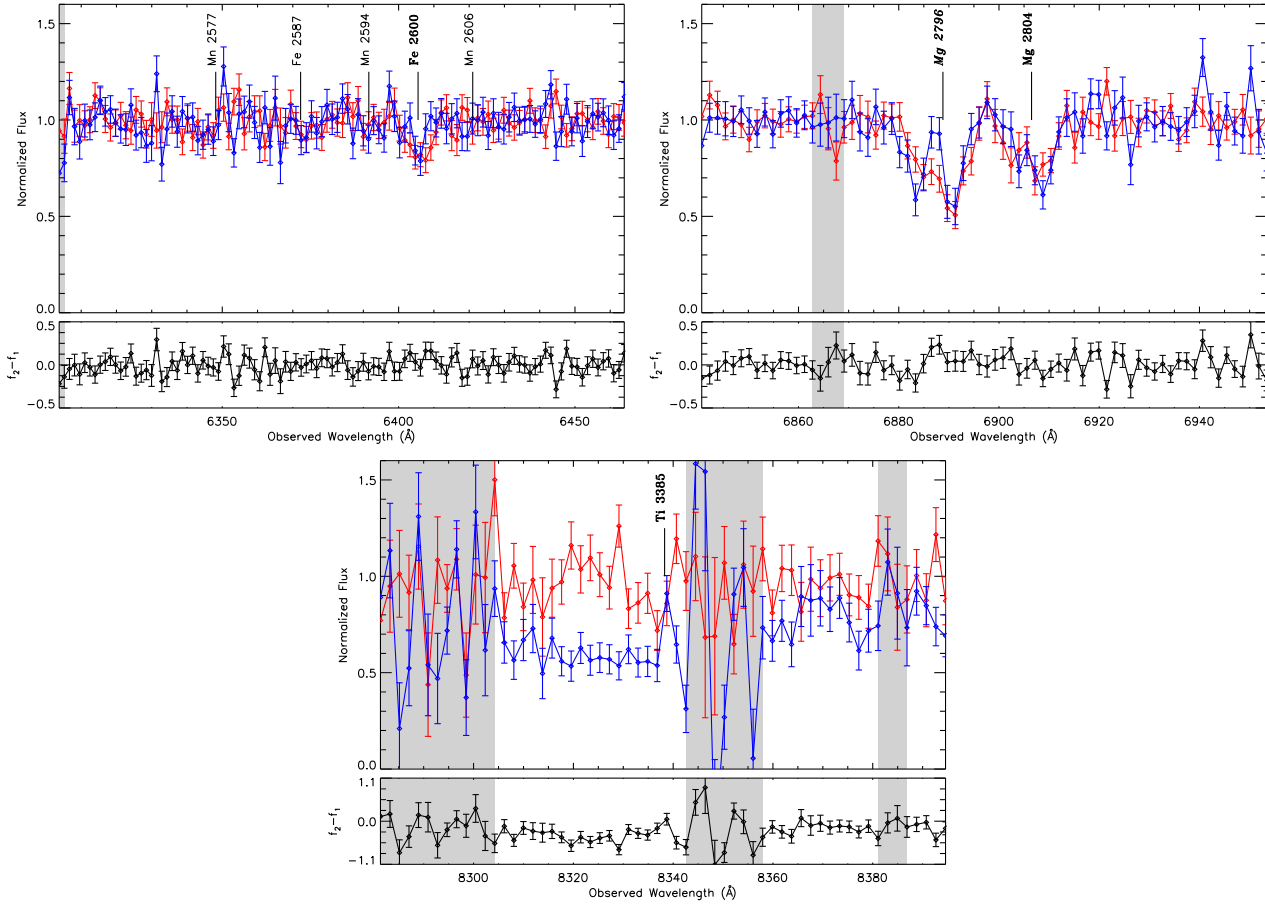 Mn 2577
Fe 2587
Mn 2594
Fe 2600
Mn 2606
1.5
1.0
0.5
0.0
Normalized Flux
0.5
0.0
−0.5
f2−f1
6350
6400
6450
Observed Wavelength (Å)
Mg 2796
Mg 2804
1.5
1.0
0.5
0.0
Normalized Flux
0.5
0.0
−0.5
f2−f1
6860
6880
6900
6920
6940
Observed Wavelength (Å)
Ti 3385
1.5
1.0
0.5
0.0
Normalized Flux
1.1
0.0
−1.1
f2−f1
8300
8320
8340
8360
8380
Observed Wavelength (Å)